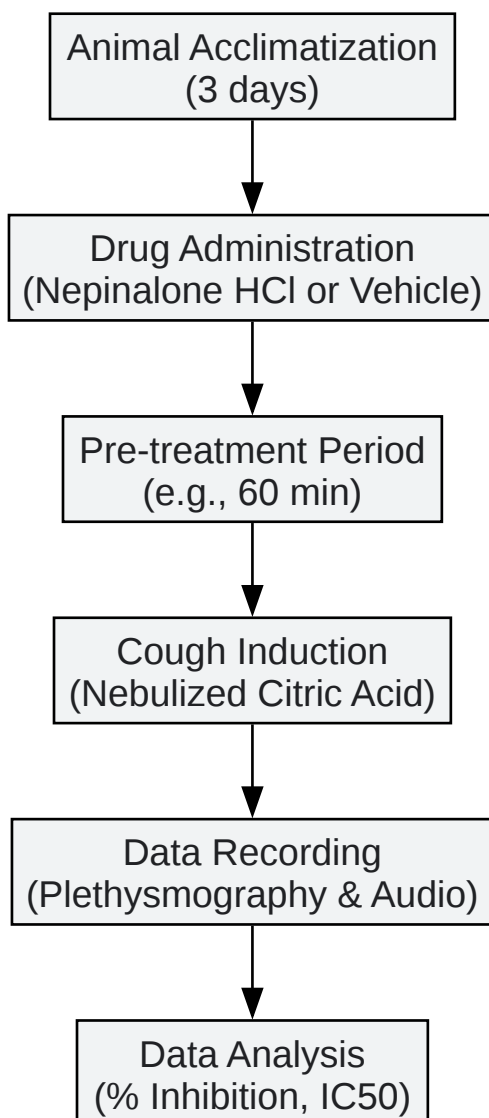 Animal Acclimatization
(3 days)
Drug Administration
(Nepinalone HCl or Vehicle)
Pre-treatment Period
(e.g., 60 min)
Cough Induction
(Nebulized Citric Acid)
Data Recording
(Plethysmography & Audio)
Data Analysis
(% Inhibition, IC50)